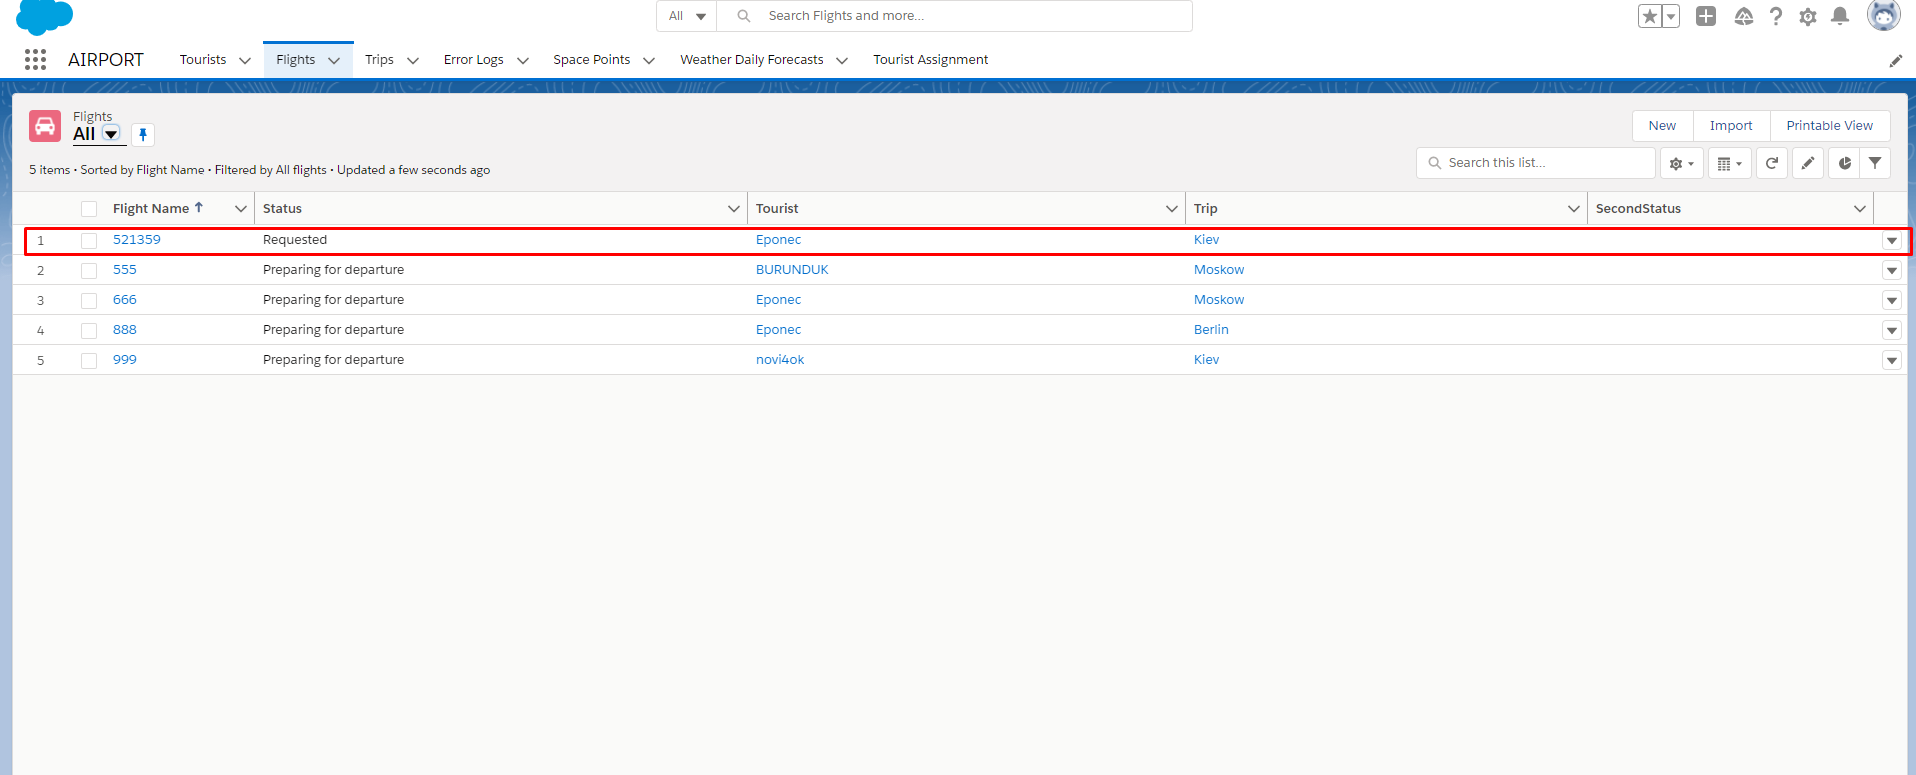 All Search Flights and more...
AIRPORT Tourists Flights Trips Error Logs Space Points Weather Daily Forecasts Tourist Assignment
Flights
All
New Import Printable View
Search this list...
5 items • Sorted by Flight Name • Filtered by All flights • Updated a few seconds ago
Flight Name ↑ Status Tourist Trip SecondStatus
1 521359 Requested Eponec Kiev
2 555 Preparing for departure BURUNDUK Moskow
3 666 Preparing for departure Eponec Moskow
4 888 Preparing for departure Eponec Berlin
5 999 Preparing for departure novi4ok Kiev